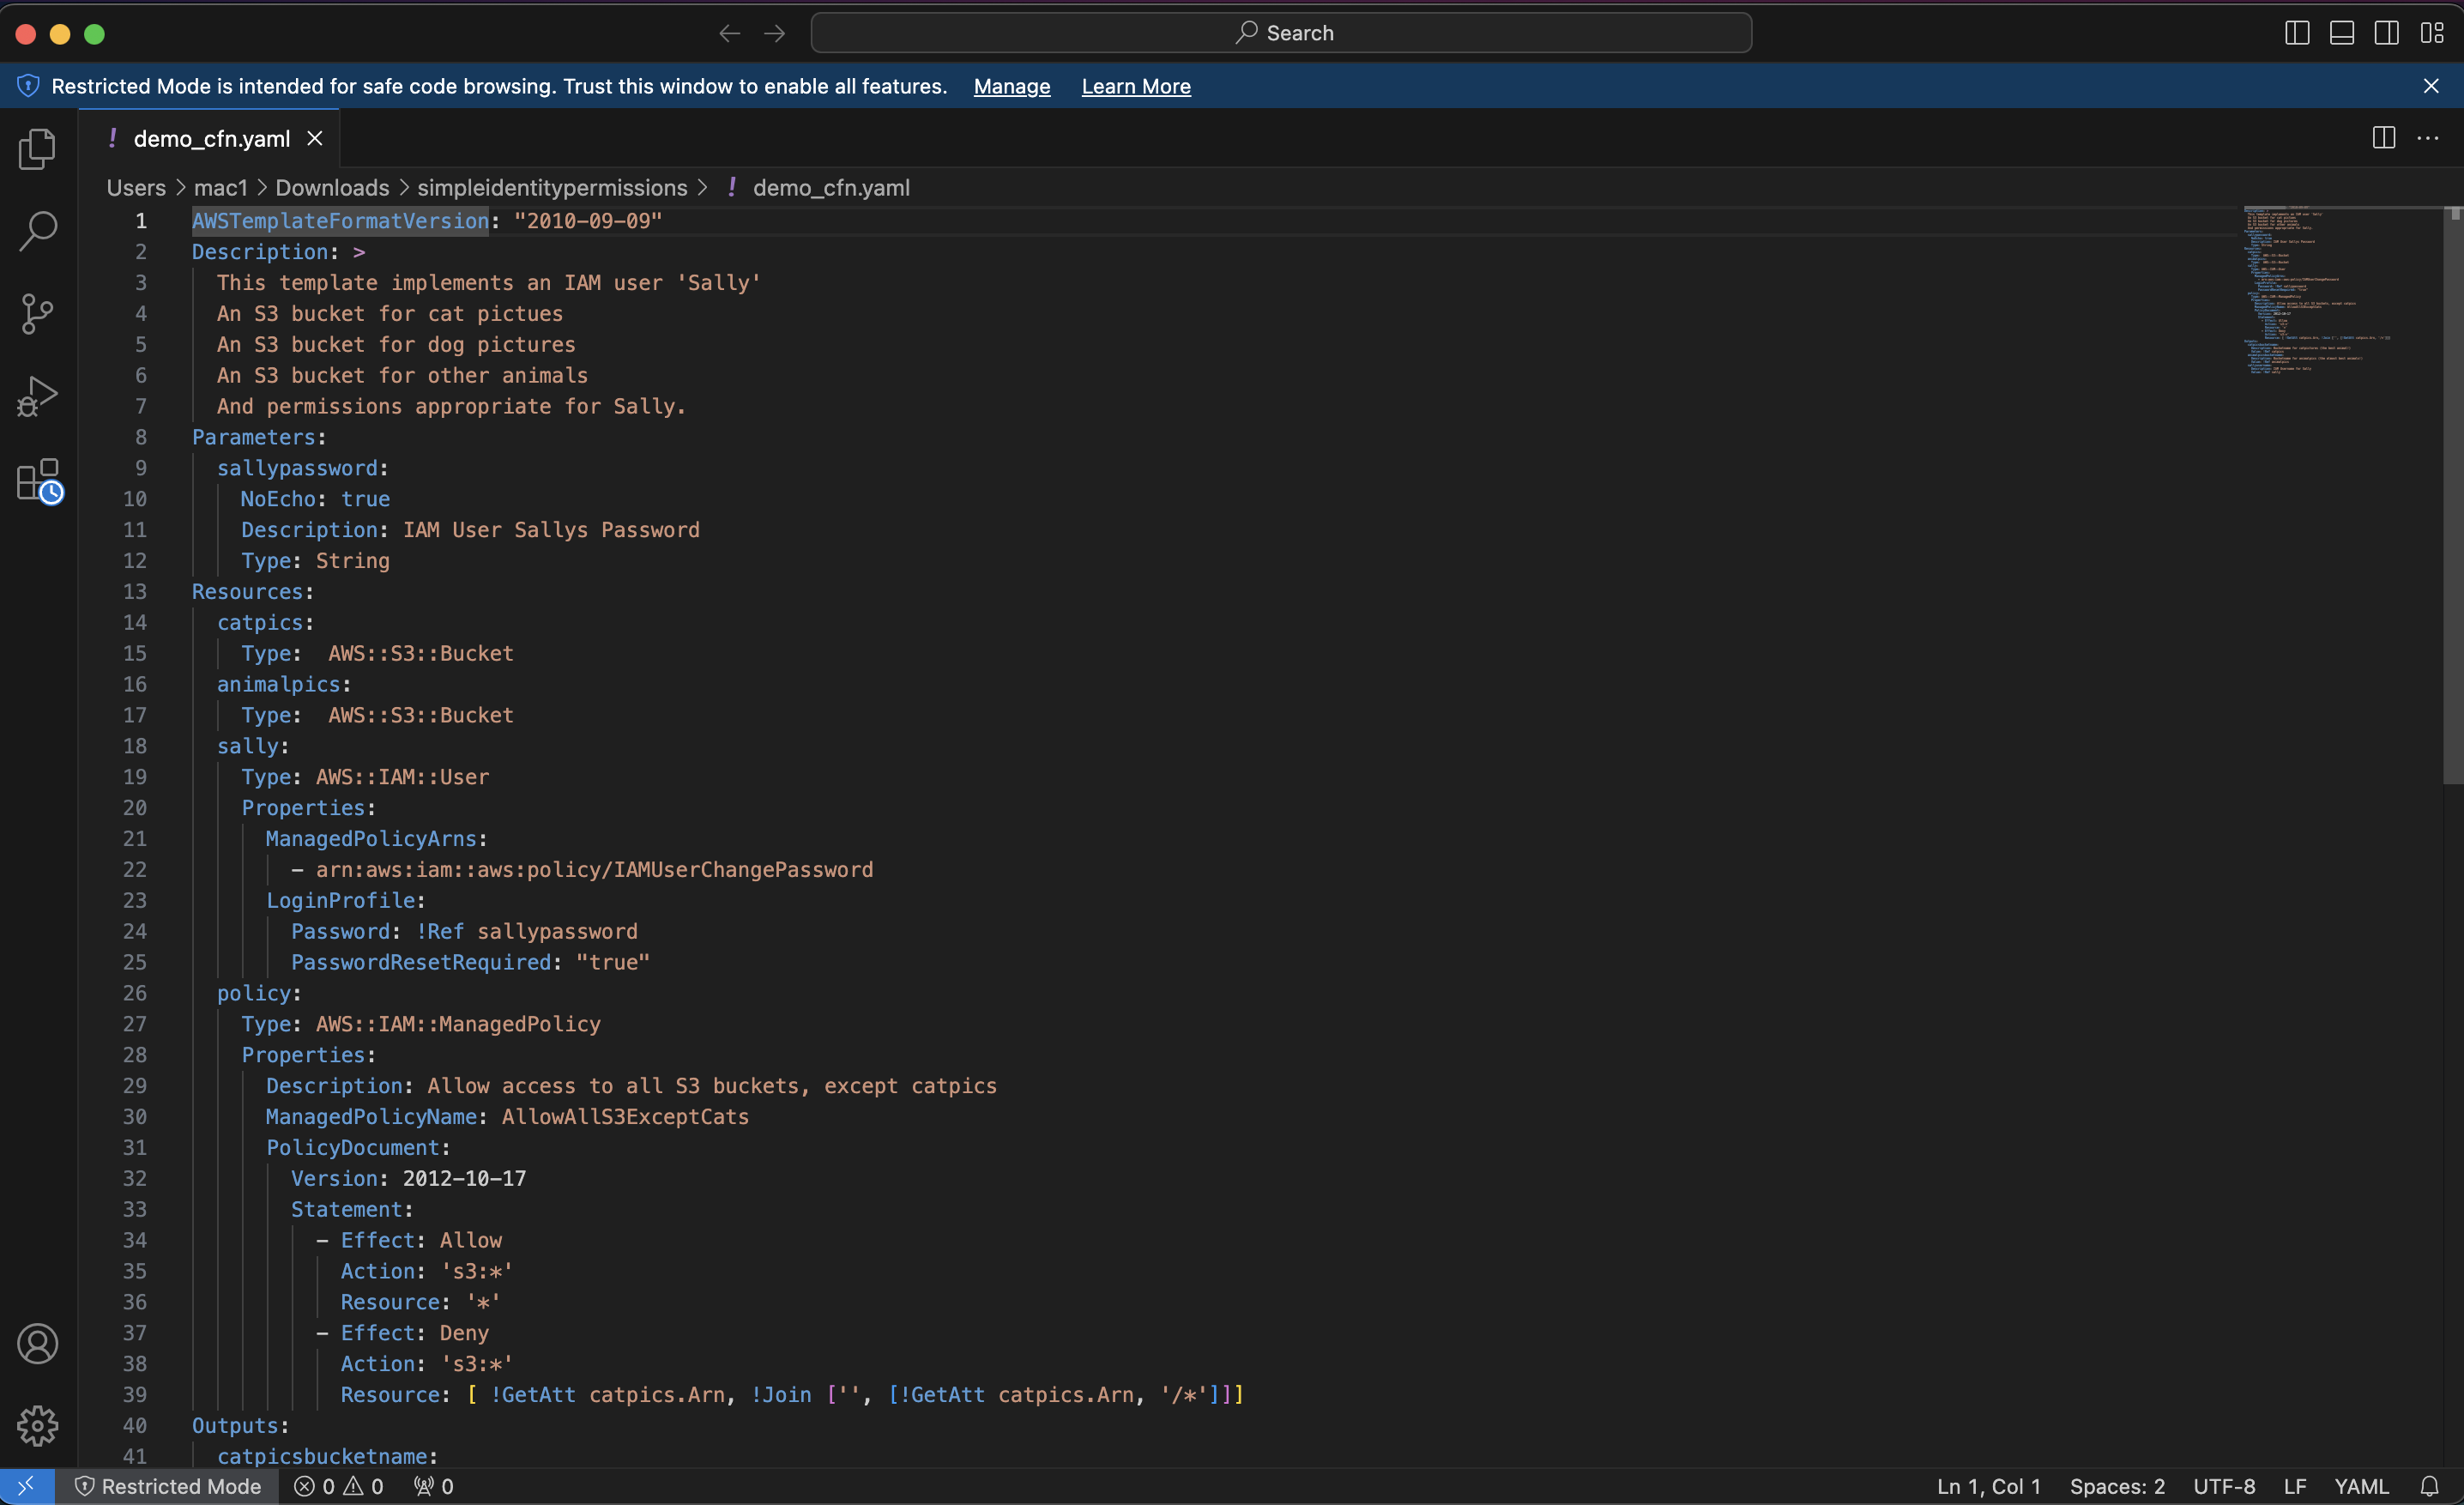 Search
Restricted Mode is intended for safe code browsing. Trust this window to enable all features. Manage Learn More
! demo_cfn.yaml
Users > mac1 > Downloads > simpleidentitypermissions > ! demo_cfn.yaml
1 AWSTemplateFormatVersion: "2010-09-09"
2 Description: >
3 This template implements an IAM user 'Sally'
4 An S3 bucket for cat pictues
5 An S3 bucket for dog pictures
6 An S3 bucket for other animals
7 And permissions appropriate for Sally.
8 Parameters:
9 sallypassword:
10 NoEcho: true
11 Description: IAM User Sallys Password
12 Type: String
13 Resources:
14 catpics:
15 Type:  AWS::S3::Bucket
16 animalpics:
17 Type:  AWS::S3::Bucket
18 sally:
19 Type: AWS::IAM::User
20 Properties:
21 ManagedPolicyArns:
22 - arn:aws:iam::aws:policy/IAMUserChangePassword
23 LoginProfile:
24 Password: !Ref sallypassword
25 PasswordResetRequired: "true"
26 policy:
27 Type: AWS::IAM::ManagedPolicy
28 Properties:
29 Description: Allow access to all S3 buckets, except catpics
30 ManagedPolicyName: AllowAllS3ExceptCats
31 PolicyDocument:
32 Version: 2012-10-17
33 Statement:
34 - Effect: Allow
35 Action: 's3:*'
36 Resource: '*'
37 - Effect: Deny
38 Action: 's3:*'
39 Resource: [ !GetAtt catpics.Arn, !Join ['', [!GetAtt catpics.Arn, '/*']]]
40 Outputs:
41 catpicsbucketname:
Restricted Mode 0 0 0 Ln 1, Col 1 Spaces: 2 UTF-8 LF YAML